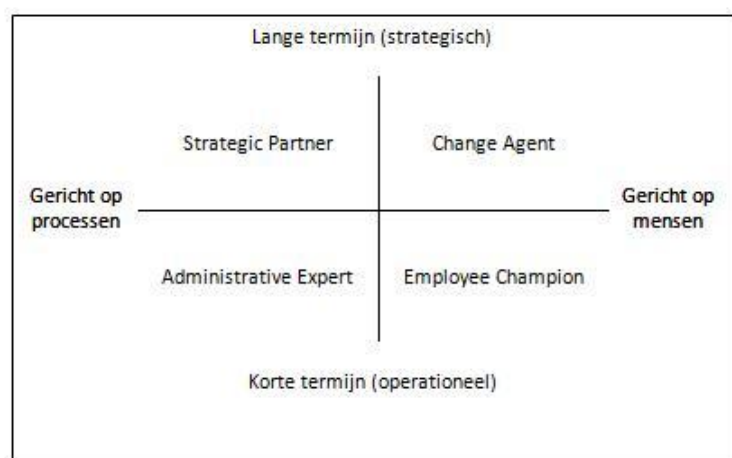 Lange termijn (strategisch)
Strategic Partner
Change Agent
Gericht op
processen
Gericht op
mensen
Administrative Expert
Employee Champion
Korte termijn (operationeel)